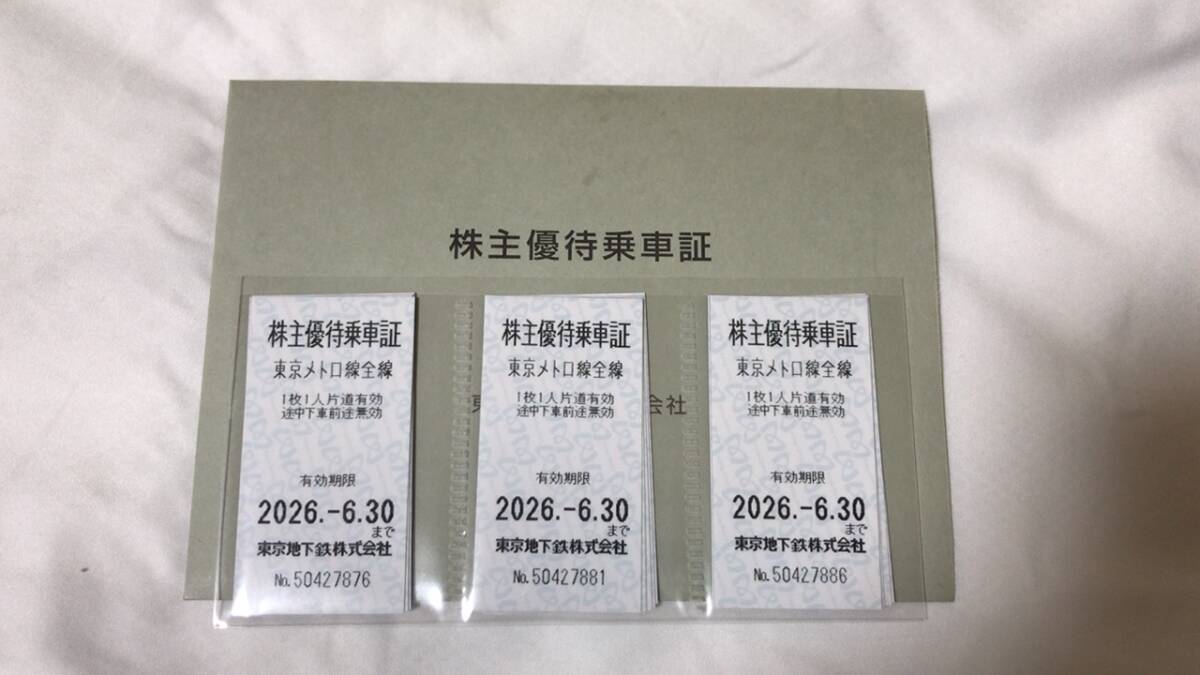 株主優待乗車証
株主優待乗車証
東京メトロ線全線
1枚1人片道有効
途中下車前途無効
有効期限
2026.-6.30
まで
東京地下鉄株式会社
No.50427876
株主優待乗車証
東京メトロ線全線
1枚1人片道有効
途中下車前途無効
有効期限
2026.-6.30
まで
東京地下鉄株式会社
No.50427881
株主優待乗車証
東京メトロ線全線
1枚1人片道有効
途中下車前途無効
有効期限
2026.-6.30
まで
東京地下鉄株式会社
No.50427886
会社